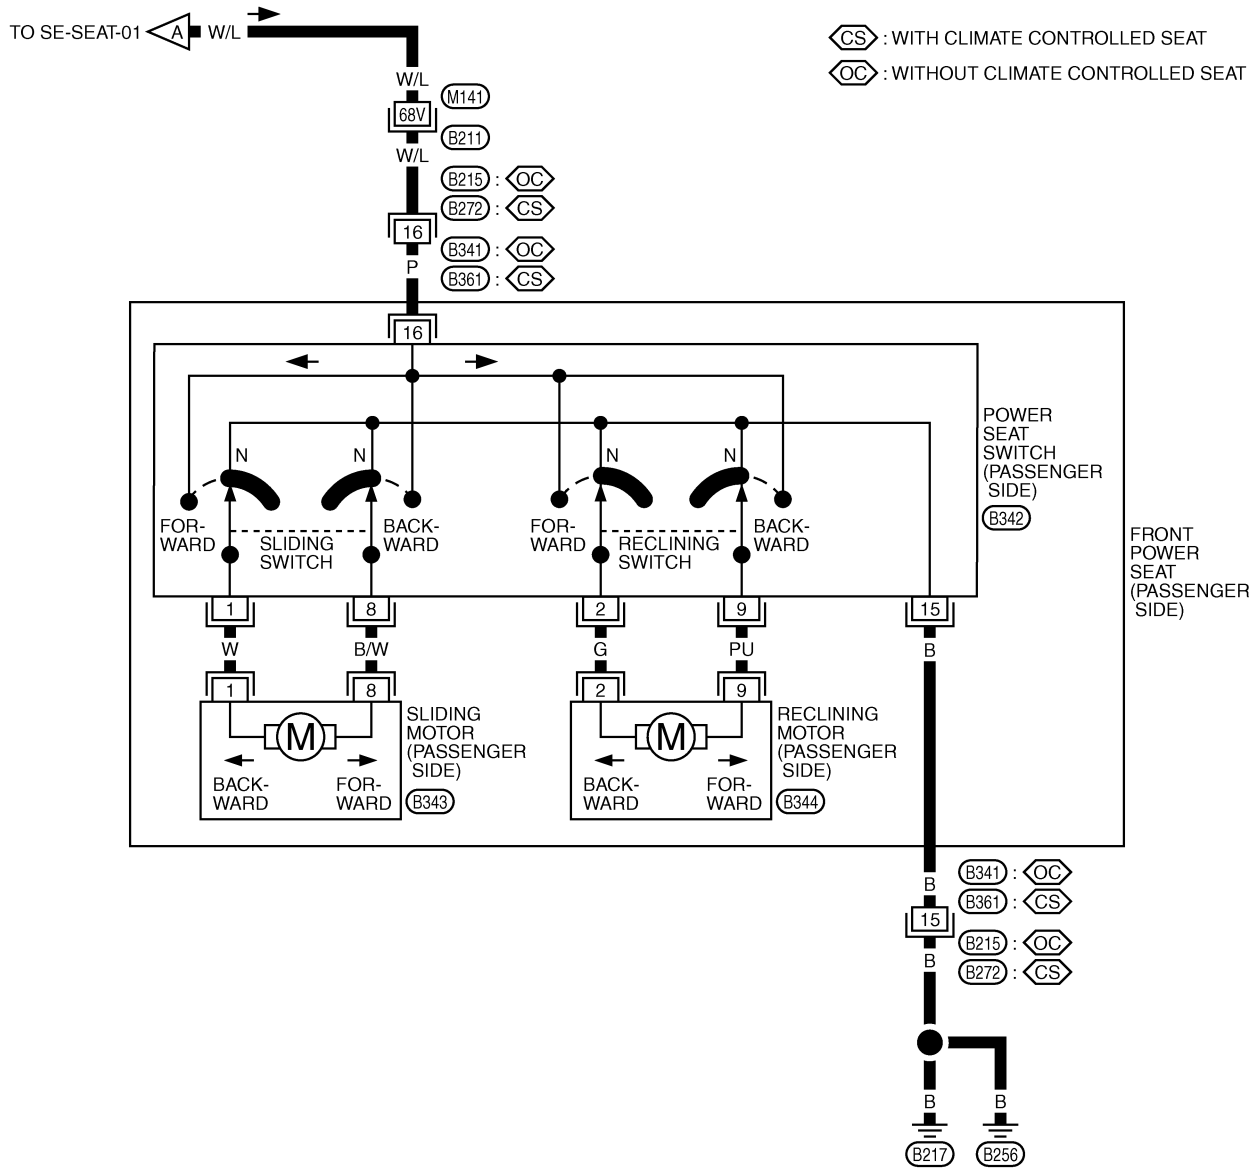 TO SE-SEAT-01 A W/L
CS : WITH CLIMATE CONTROLLED SEAT
OC : WITHOUT CLIMATE CONTROLLED SEAT
W/L
M141
68V
B211
W/L
B215 : OC
B272 : CS
16
B341 : OC
B361 : CS
P
16
POWER
SEAT
SWITCH
(PASSENGER
SIDE)
B342
N
N
N
N
FOR-
WARD
SLIDING
SWITCH
BACK-
WARD
FOR-
WARD
RECLINING
SWITCH
BACK-
WARD
FRONT
POWER
SEAT
(PASSENGER
SIDE)
1 8 2 9 15
W B/W G PU B
1 8 2 9
M
BACK-
WARD
FOR-
WARD
SLIDING
MOTOR
(PASSENGER
SIDE)
B343
M
BACK-
WARD
FOR-
WARD
RECLINING
MOTOR
(PASSENGER
SIDE)
B344
B
B341 : OC
B361 : CS
15
B215 : OC
B272 : CS
B
B B
B217 B256